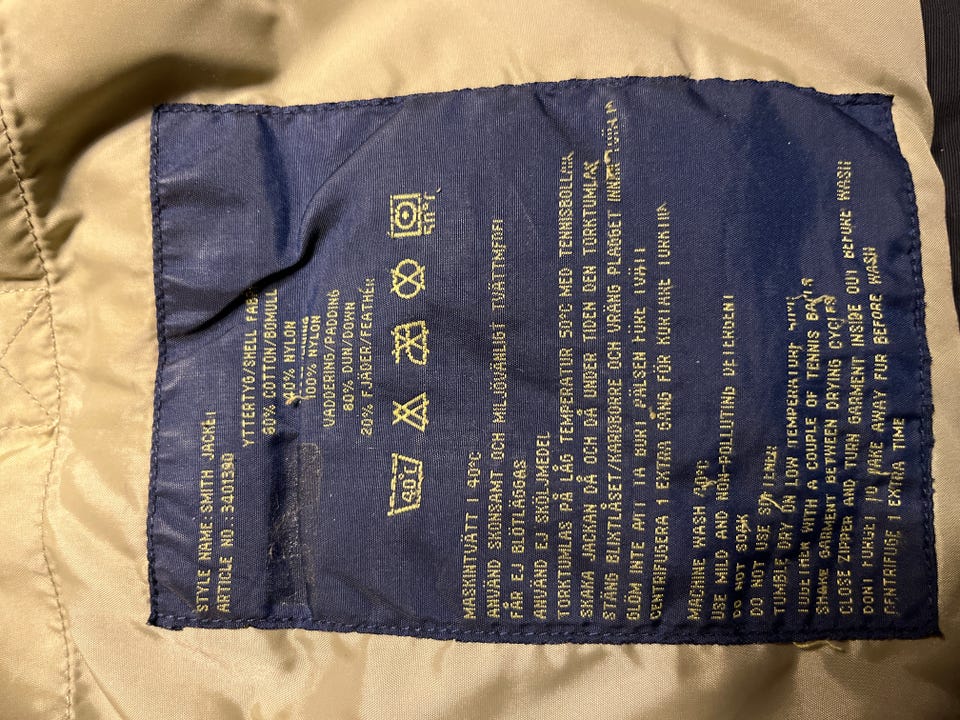 STYLE NAME:SMITH JACKET
ARTICLE NO.:3401390
YTTERTYG/SHELL FABR
80% COTTON/BOMULL
NYLON
100% NYLON
VADDERING/PADDING
80% DUN/DOWN
20% FJÄDER/FEATHER
40°C
50°C
MASKINTVÄTT I 40°C
ANVÄND SKONSAMT OCH MILJÖVÄNLIGT TVÄTTMEDEL
FÅR EJ BLÖTLÄGGAS
ANVÄND EJ SKÖLJMEDEL
TORKTUMLAS PÅ LÅG TEMPERATUR 50°C MED TENNISBOLLAR
SKAKA JACKAN DÅ OCH DÅ UNDER TIDEN DEN TORKTUMLAS
STÄNG BLIXTLÅSET/KARDBORRE OCH VRÄNG PLAGGET INNAN
GLÖM INTE ATT TA BORT PÄLSEN FÖRE TVÄTT
CENTRIFUGERA 1 EXTRA GÅNG FÖR KORTARE TORKTID
MACHINE WASH 40°C
USE MILD AND NON-POLLUTING DETERGENT
DO NOT SOAK
DO NOT USE
TUMBLE DRY ON LOW TEMPERATURE 50°C
TOGETHER WITH A COUPLE OF TENNIS BALLS
SHAKE GARMENT BETWEEN DRYING CYCLES
CLOSE ZIPPER AND TURN GARMENT INSIDE OUT BEFORE WASH
DON'T FORGET TO TAKE AWAY FUR BEFORE WASH
CENTRIFUGE 1 EXTRA TIME